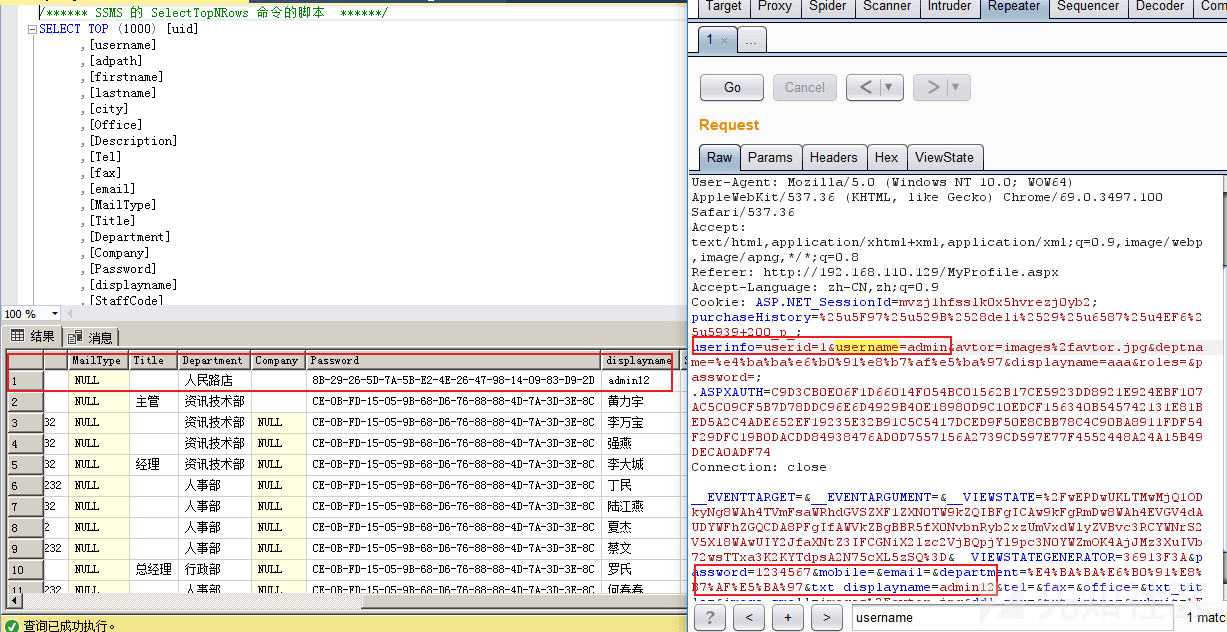 /****** SSMS 的 SelectTopNRows 命令的脚本 ******/
SELECT TOP (1000) [uid]
,[username]
,[adpath]
,[firstname]
,[lastname]
,[city]
,[Office]
,[Description]
,[Tel]
,[fax]
,[email]
,[MailType]
,[Title]
,[Department]
,[Company]
,[Password]
,[displayname]
,[StaffCode]
100 %
结果 消息
MailType Title Department Company Password displayname
1 NULL 人民路店 8B-29-26-5D-7A-5B-E2-4E-26-47-98-14-09-83-D9-2D admin12
2 NULL 主管 资讯技术部 CE-0B-FD-15-05-9B-68-D6-76-88-88-4D-7A-3D-3E-8C 黄力宇
3 32 NULL 资讯技术部 NULL CE-0B-FD-15-05-9B-68-D6-76-88-88-4D-7A-3D-3E-8C 李万宝
4 32 NULL 资讯技术部 NULL CE-0B-FD-15-05-9B-68-D6-76-88-88-4D-7A-3D-3E-8C 强燕
5 32 NULL 经理 资讯技术部 NULL CE-0B-FD-15-05-9B-68-D6-76-88-88-4D-7A-3D-3E-8C 李大城
6 232 NULL 人事部 NULL CE-0B-FD-15-05-9B-68-D6-76-88-88-4D-7A-3D-3E-8C 丁民
7 32 NULL 人事部 NULL CE-0B-FD-15-05-9B-68-D6-76-88-88-4D-7A-3D-3E-8C 陆江燕
8 2 NULL 人事部 NULL CE-0B-FD-15-05-9B-68-D6-76-88-88-4D-7A-3D-3E-8C 夏杰
9 232 NULL 人事部 NULL CE-0B-FD-15-05-9B-68-D6-76-88-88-4D-7A-3D-3E-8C 蔡文
10 NULL 总经理 行政部 NULL CE-0B-FD-15-05-9B-68-D6-76-88-88-4D-7A-3D-3E-8C 罗氏
11 232 NULL 人事部 NULL CE-0B-FD-15-05-9B-68-D6-76-88-88-4D-7A-3D-3E-8C 何春春
查询已成功执行。
Target Proxy Spider Scanner Intruder Repeater Sequencer Decoder Com
1 × ...
Go Cancel < ▼ > ▼
Request
Raw Params Headers Hex ViewState
User-Agent: Mozilla/5.0 (Windows NT 10.0; WOW64)
AppleWebKit/537.36 (KHTML, like Gecko) Chrome/69.0.3497.100
Safari/537.36
Accept:
text/html,application/xhtml+xml,application/xml;q=0.9,image/webp
,image/apng,*/*;q=0.8
Referer: http://192.168.110.129/MyProfile.aspx
Accept-Language: zh-CN,zh;q=0.9
Cookie: ASP.NET_SessionId=mvzj1hfsslk0x5hvrezj0yb2;
purchaseHistory=%25u5F97%25u529B%2528deli%2529%25u6587%25u4EF6%2
5u5939+200_p_;
userinfo=userid=1&username=admin&avtor=images%2favtor.jpg&deptna
me=%e4%ba%ba%e6%b0%91%e8%b7%af%e5%ba%97&displayname=aaa&roles=&p
assword=;
.ASPXAUTH=C9D3CB0E06F1D66014F054BC01562B17CE5923DD8921E924EBF107
AC5C09CF5B7D78DDC96E6D4929B40E18980D9C10EDCF156340B545742131E81B
ED5A2C4ADE652EF19235E32B91C5C5417DCED9F50E8CBB78C4C90BA8911FDF54
F29DFC19B0DACDD84938476AD0D7557156A2739CD597E77F4552448A24A15B49
DECA0ADF74
Connection: close
__EVENTTARGET=&__EVENTARGUMENT=&__VIEWSTATE=%2FwEPDwUKLTMwMjQ1OD
password=1234567&mobile=&email=&department=%E4%BA%BA%E6%B0%91%E8%
B7%AF%E5%BA%97&txt_displayname=admin12&tel=&fax=&office=&txt_tit
? < + > username 1 matc